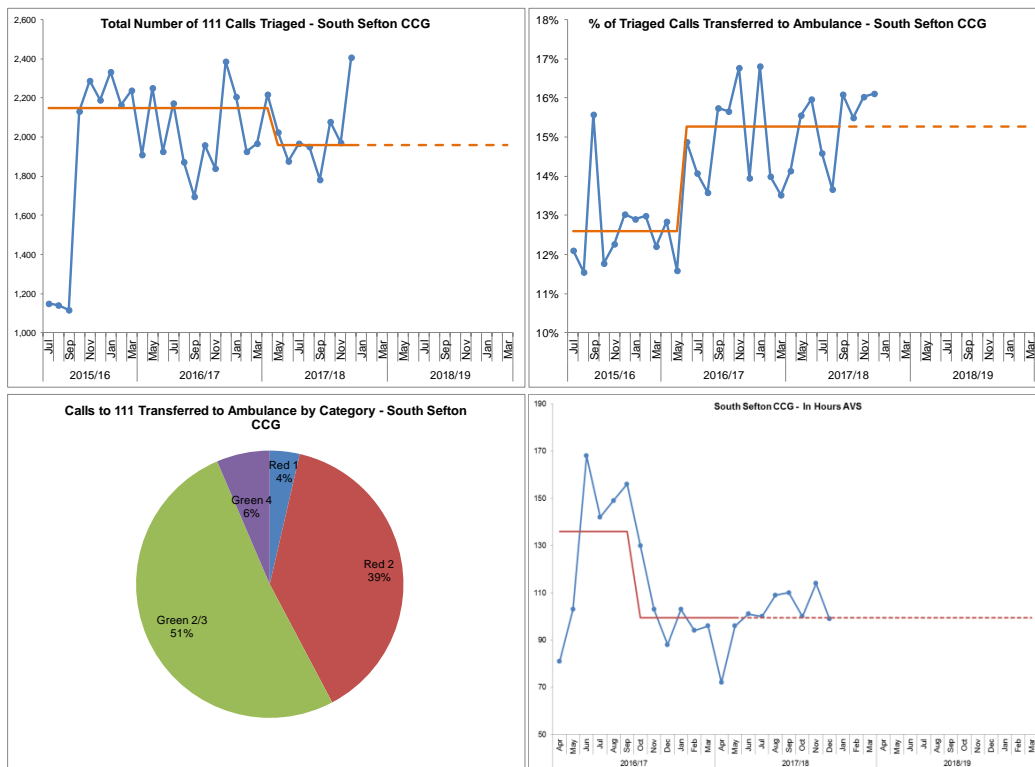 Total Number of 111 Calls Triaged - South Sefton CCG
2,600
2,400
2,200
2,000
1,800
1,600
1,400
1,200
1,000
Jul Sep Nov Jan Mar May Jul Sep Nov Jan Mar May Jul Sep Nov Jan Mar May Jul Sep Nov Jan Mar
2015/16 2016/17 2017/18 2018/19
% of Triaged Calls Transferred to Ambulance - South Sefton CCG
18%
17%
16%
15%
14%
13%
12%
11%
10%
Jul Sep Nov Jan Mar May Jul Sep Nov Jan Mar May Jul Sep Nov Jan Mar May Jul Sep Nov Jan Mar
2015/16 2016/17 2017/18 2018/19
Calls to 111 Transferred to Ambulance by Category - South Sefton
CCG
Red 1
4%
Green 4
6%
Red 2
39%
Green 2/3
51%
South Sefton CCG - In Hours AVS
190
170
150
130
110
90
70
50
Apr May Jun Jul Aug Sep Oct Nov Dec Jan Feb Mar Apr May Jun Jul Aug Sep Oct Nov Dec Jan Feb Mar Apr May Jun Jul Aug Sep Oct Nov Dec Jan Feb Mar
2016/17 2017/18 2018/19